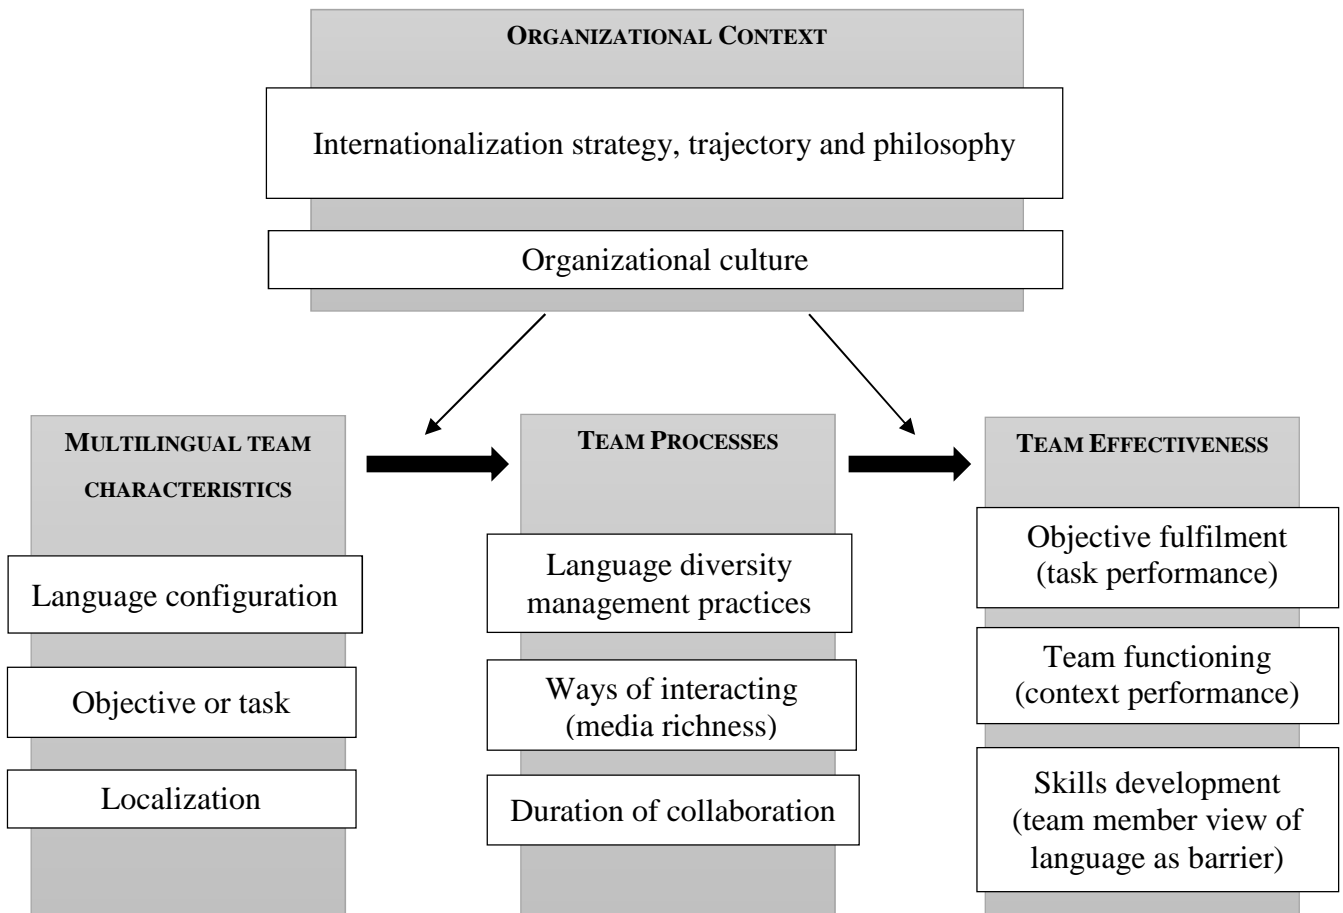 ORGANIZATIONAL CONTEXT
Internationalization strategy, trajectory and philosophy
Organizational culture
MULTILINGUAL TEAM
CHARACTERISTICS
Language configuration
Objective or task
Localization
TEAM PROCESSES
Language diversity
management practices
Ways of interacting
(media richness)
Duration of collaboration
TEAM EFFECTIVENESS
Objective fulfilment
(task performance)
Team functioning
(context performance)
Skills development
(team member view of
language as barrier)